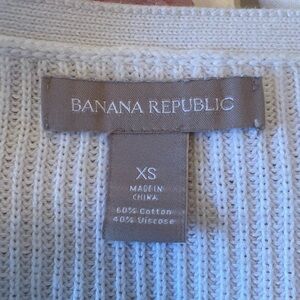 BANANA REPUBLIC
XS
MADE IN
CHINA
60% Cotton
40% Viscose